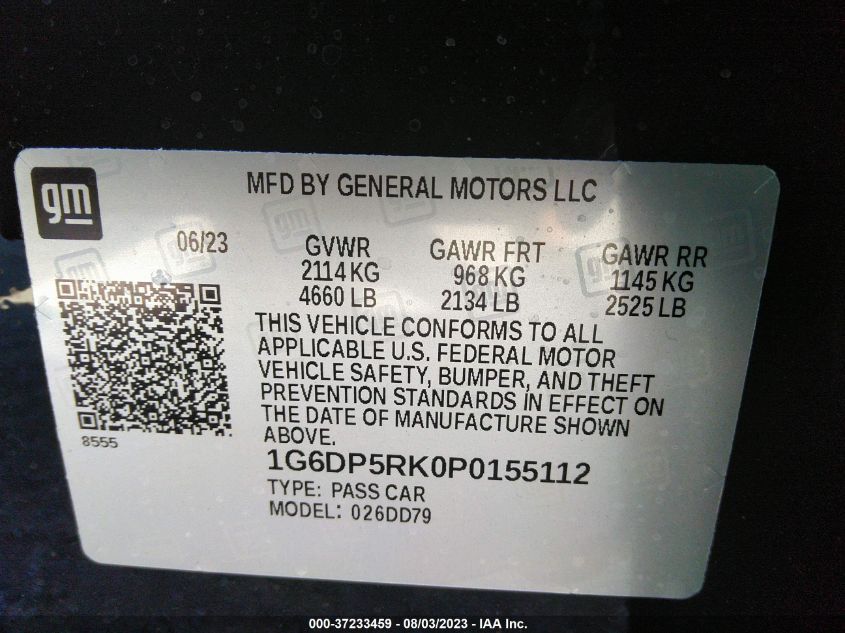 gm
MFD BY GENERAL MOTORS LLC
06/23
GVWR
2114 KG
4660 LB
GAWR FRT
968 KG
2134 LB
GAWR RR
1145 KG
2525 LB
THIS VEHICLE CONFORMS TO ALL
APPLICABLE U.S. FEDERAL MOTOR
VEHICLE SAFETY, BUMPER, AND THEFT
PREVENTION STANDARDS IN EFFECT ON
THE DATE OF MANUFACTURE SHOWN
ABOVE.
8555
1G6DP5RK0P0155112
TYPE: PASS CAR
MODEL: 026DD79
000-37233459 - 08/03/2023 - IAA Inc.